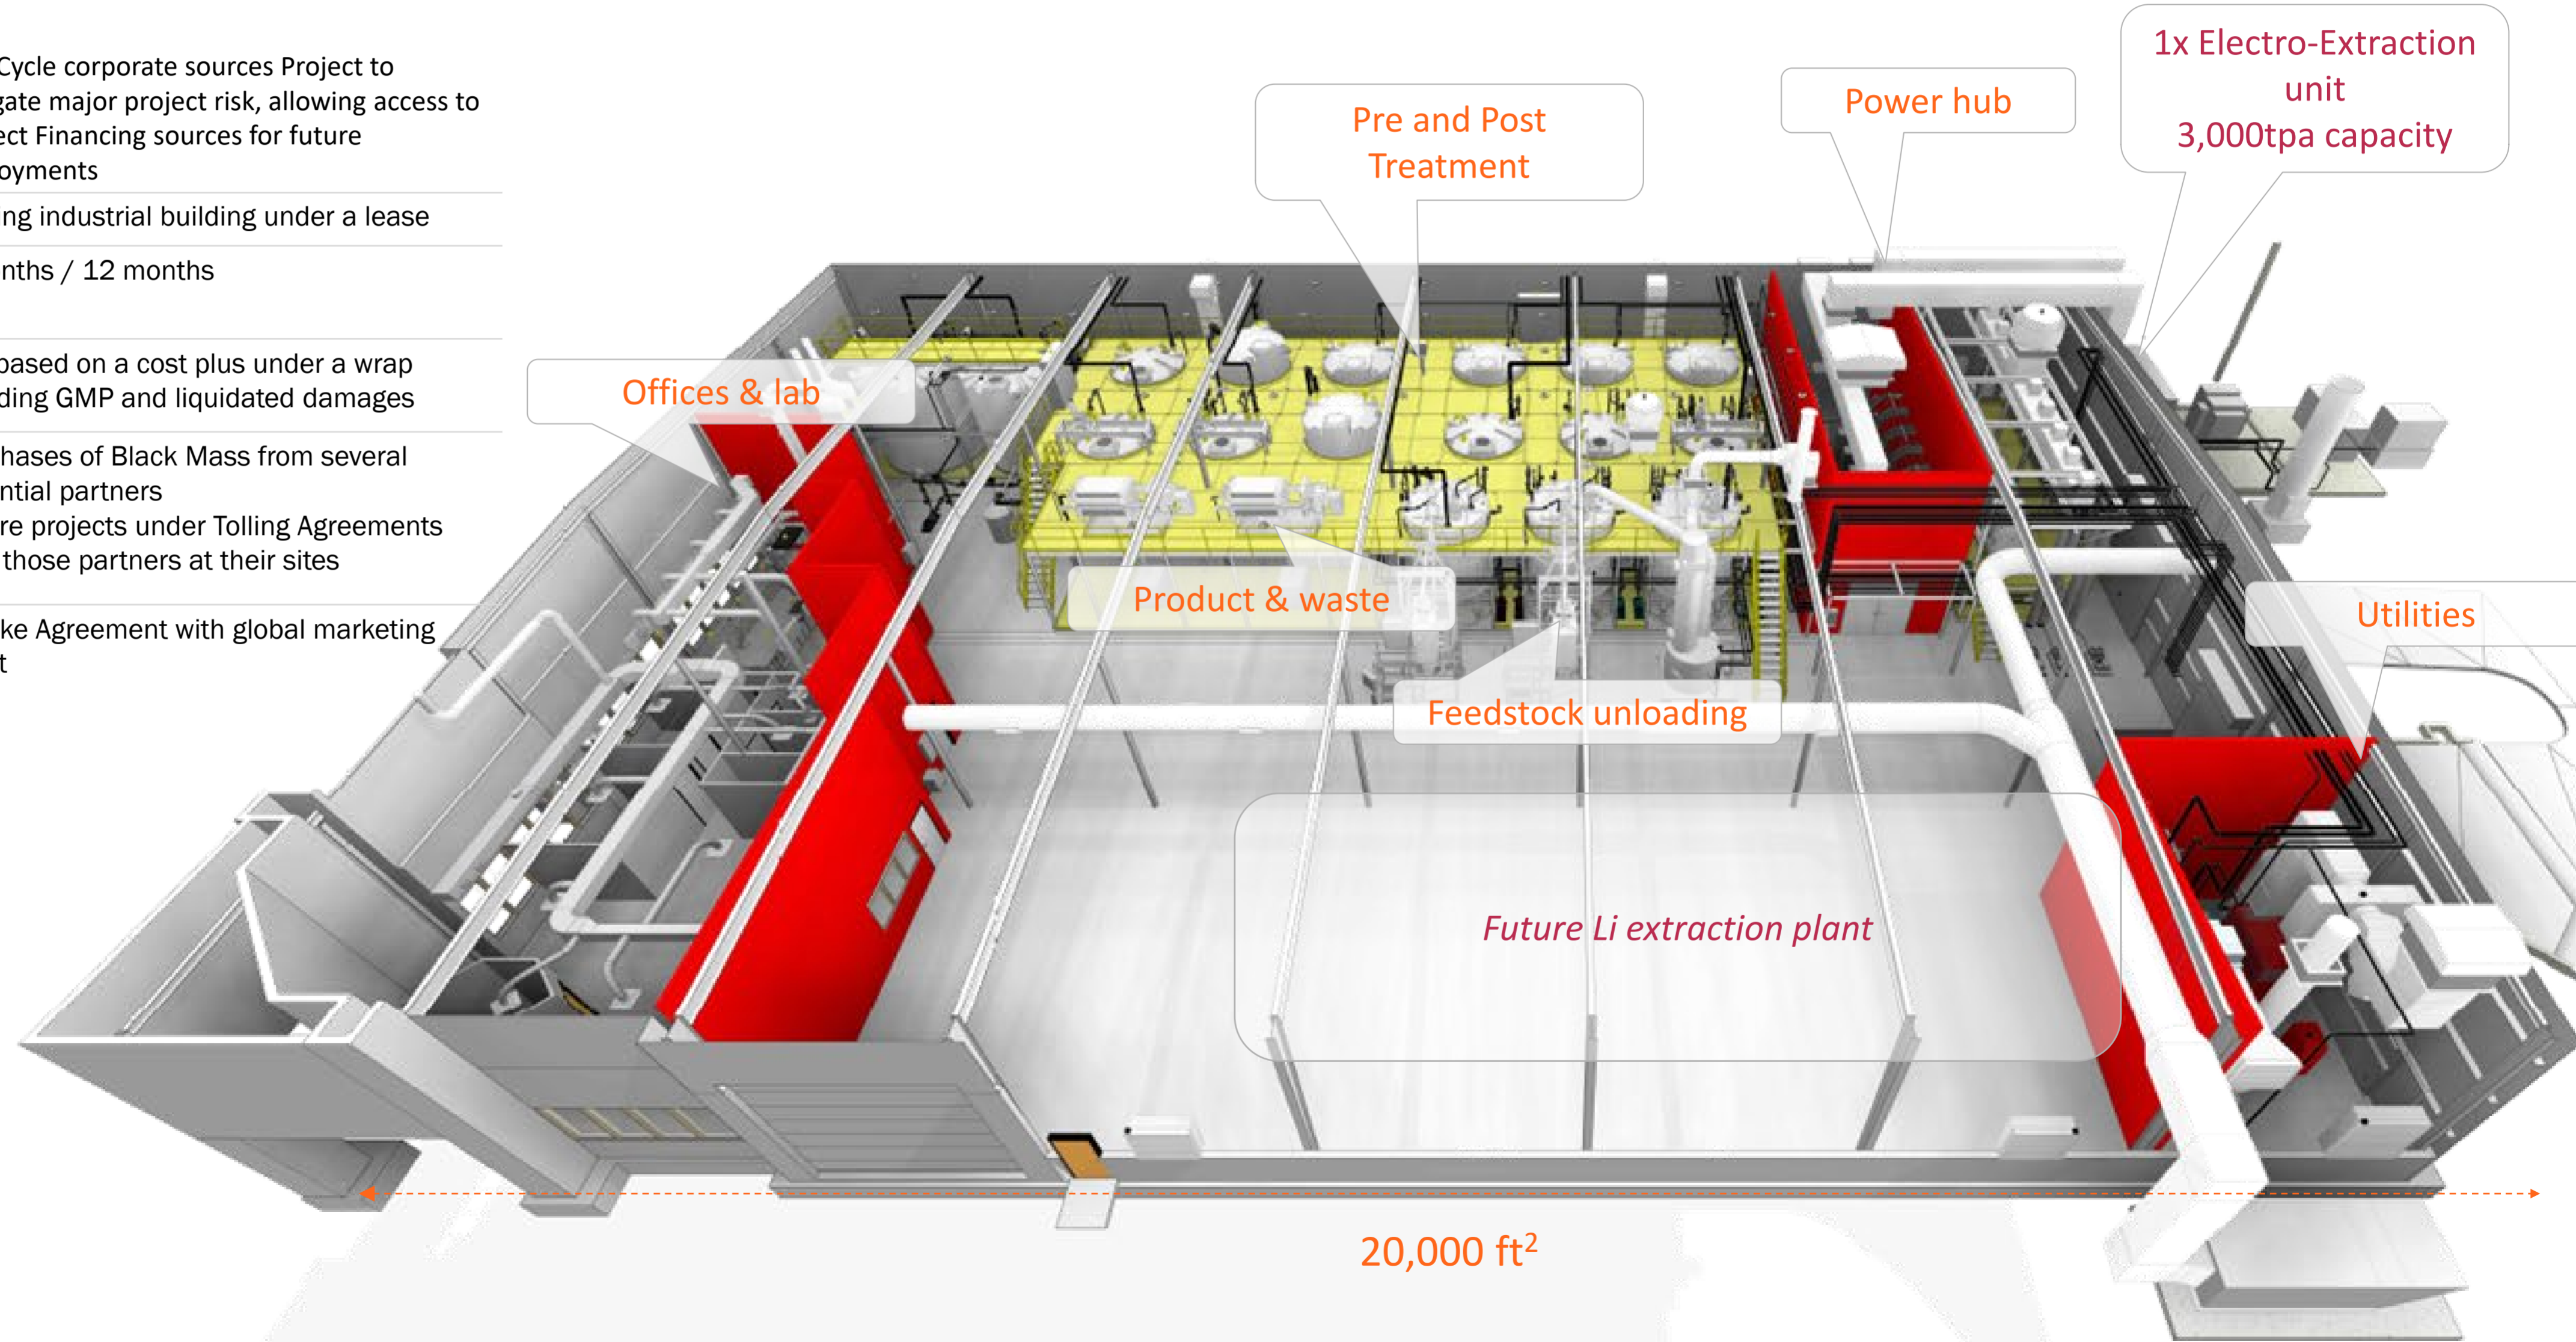 Cycle corporate sources Project to
gate major project risk, allowing access to
ect Financing sources for future
oyments
ng industrial building under a lease
nths / 12 months
based on a cost plus under a wrap
ding GMP and liquidated damages
hases of Black Mass from several
ntial partners
re projects under Tolling Agreements
those partners at their sites
ke Agreement with global marketing
t
1x Electro-Extraction
unit
3,000tpa capacity
Power hub
Pre and Post
Treatment
Offices & lab
Product & waste
Utilities
Feedstock unloading
Future Li extraction plant
20,000 ft²